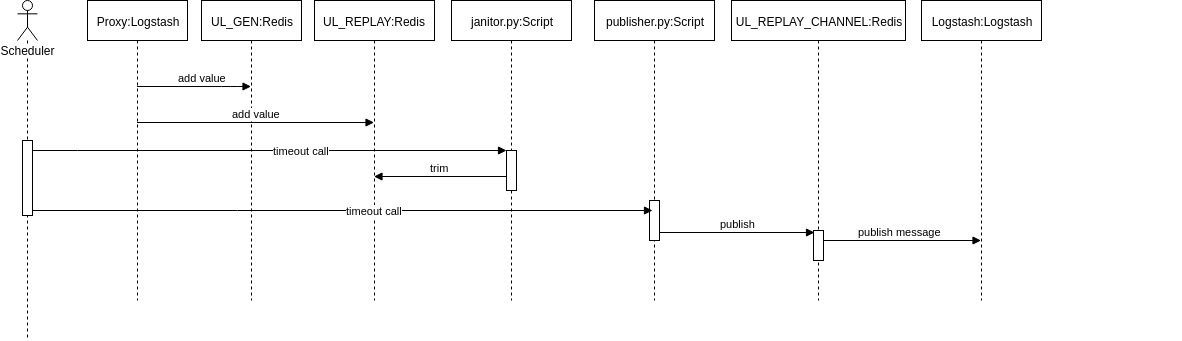 Proxy:Logstash
UL_GEN:Redis
UL_REPLAY:Redis
janitor.py:Script
publisher.py:Script
UL_REPLAY_CHANNEL:Redis
Logstash:Logstash
Scheduler
add value
add value
timeout call
trim
timeout call
publish
publish message